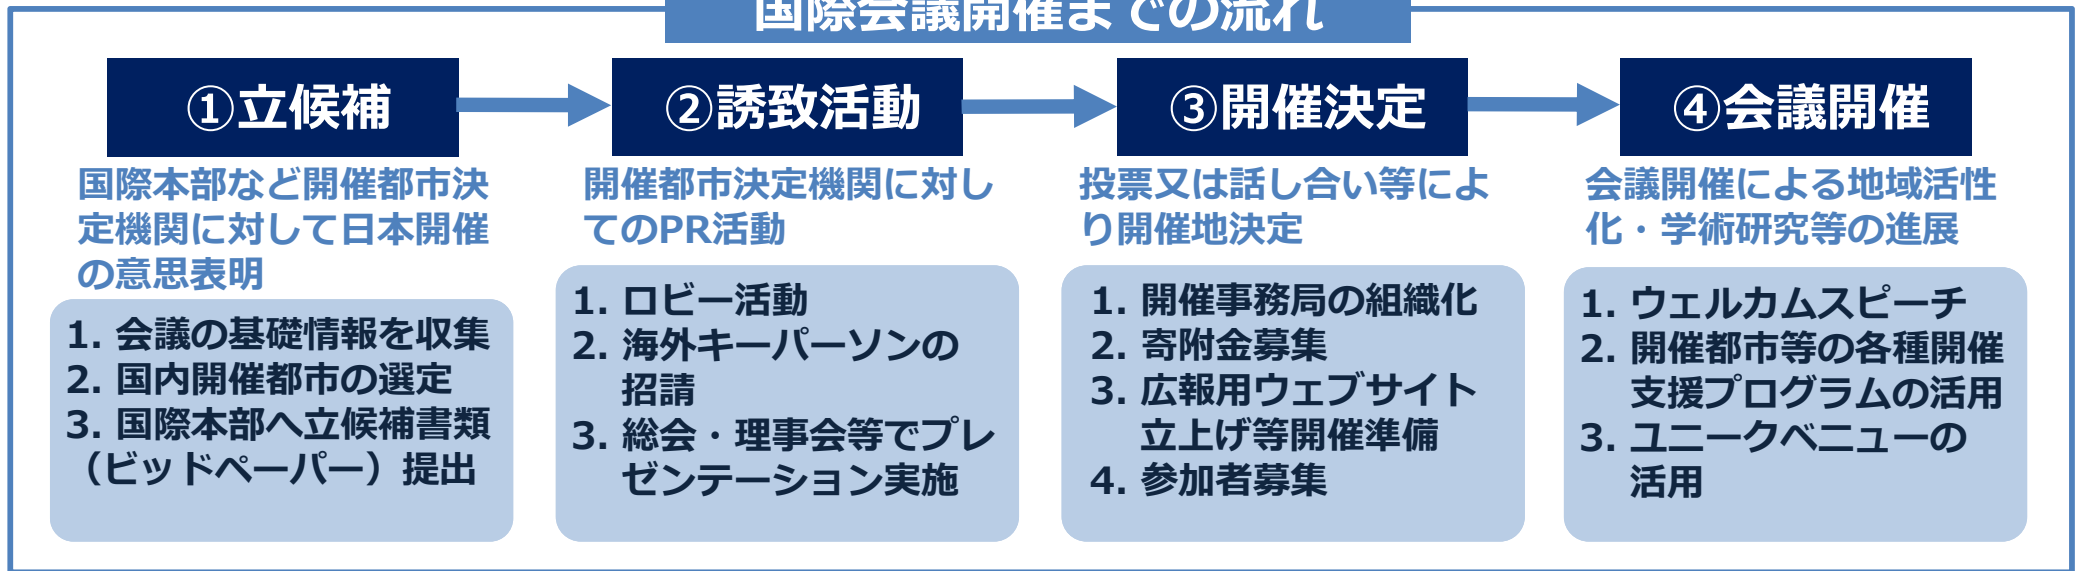 国際会議開催までの流れ
①立候補
国際本部など開催都市決
定機関に対して日本開催
の意思表明
1. 会議の基礎情報を収集
2. 国内開催都市の選定
3. 国際本部へ立候補書類
（ビッドペーパー）提出
②誘致活動
開催都市決定機関に対し
てのPR活動
1. ロビー活動
2. 海外キーパーソンの
招請
3. 総会・理事会等でプレ
ゼンテーション実施
③開催決定
投票又は話し合い等によ
り開催地決定
1. 開催事務局の組織化
2. 寄附金募集
3. 広報用ウェブサイト
立上げ等開催準備
4. 参加者募集
④会議開催
会議開催による地域活性
化・学術研究等の進展
1. ウェルカムスピーチ
2. 開催都市等の各種開催
支援プログラムの活用
3. ユニークベニューの
活用